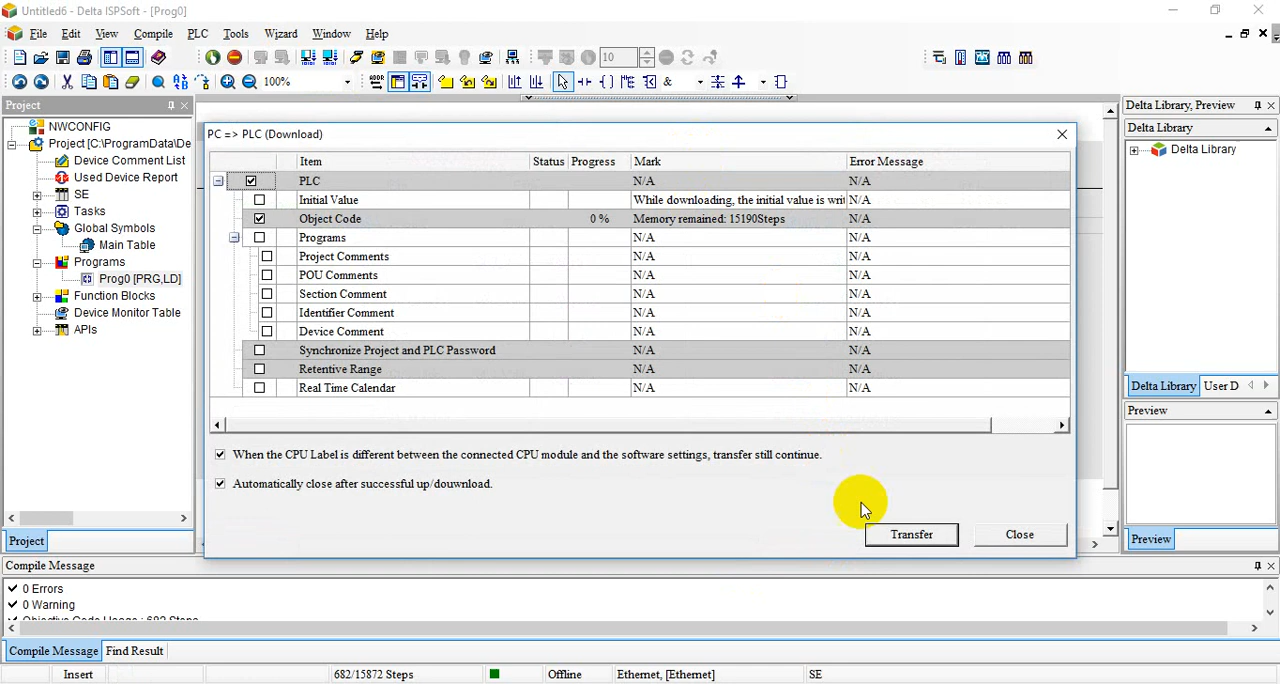 Untitled6 - Delta ISPSoft - [Prog0]
File Edit View Compile PLC Tools Wizard Window Help
10
100% &
Project
Delta Library, Preview
NWCONFIG
Project [C:\ProgramData\De
Device Comment List
Used Device Report
SE
Tasks
Global Symbols
Main Table
Programs
Prog0 [PRG,LD]
Function Blocks
Device Monitor Table
APIs
Project
PC => PLC (Download)
Item Status Progress Mark Error Message
PLC N/A N/A
Initial Value While downloading, the initial value is wri N/A
Object Code 0 % Memory remained: 15190Steps N/A
Programs N/A N/A
Project Comments N/A N/A
POU Comments N/A N/A
Section Comment N/A N/A
Identifier Comment N/A N/A
Device Comment N/A N/A
Synchronize Project and PLC Password N/A N/A
Retentive Range N/A N/A
Real Time Calendar N/A N/A
When the CPU Label is different between the connected CPU module and the software settings, transfer still continue.
Automatically close after successful up/douwnload.
Transfer Close
Delta Library
Delta Library
Delta Library User D
Preview
Preview
Compile Message
0 Errors
0 Warning
Objective Code Usage : 682 Steps
Compile Message Find Result
Insert 682/15872 Steps Offline Ethernet, [Ethernet] SE